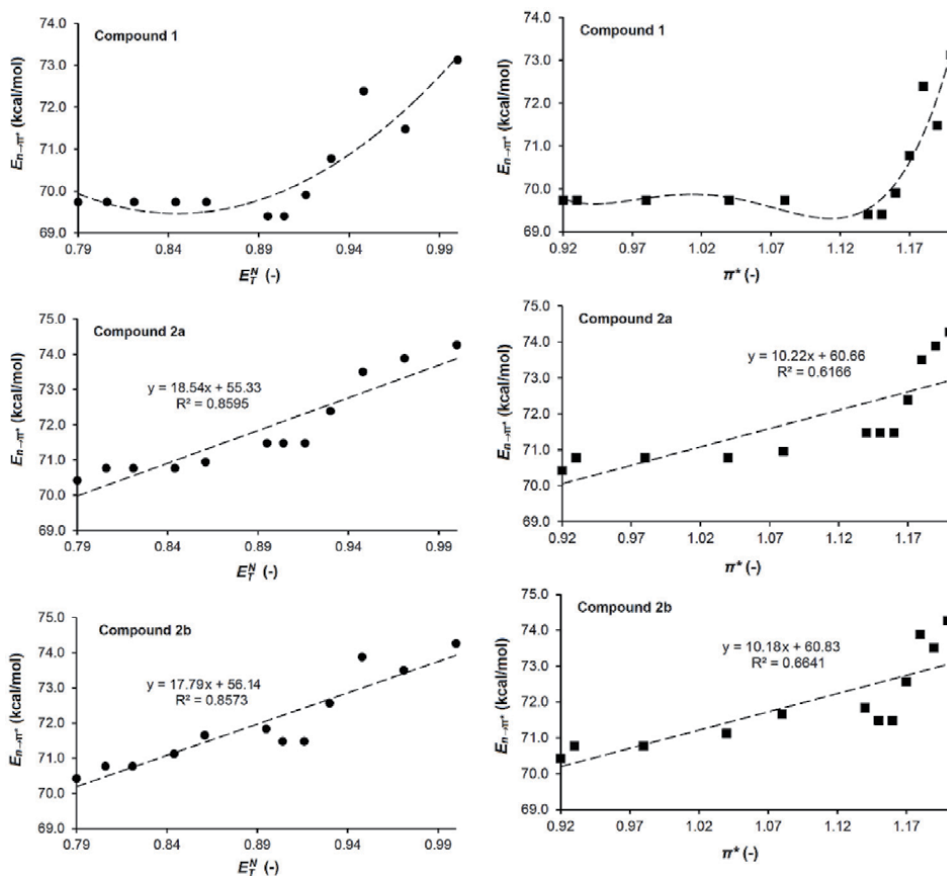 Compound 1
74.0
73.0
72.0
71.0
70.0
69.0
E_{n→π*} (kcal/mol)
0.79
0.84
0.89
0.94
0.99
E_T^N (-)
Compound 1
74.0
73.0
72.0
71.0
70.0
69.0
E_{n→π*} (kcal/mol)
0.92
0.97
1.02
1.07
1.12
1.17
π* (-)
Compound 2a
75.0
74.0
73.0
72.0
71.0
70.0
69.0
E_{n→π*} (kcal/mol)
y = 18.54x + 55.33
R² = 0.8595
0.79
0.84
0.89
0.94
0.99
E_T^N (-)
Compound 2a
75.0
74.0
73.0
72.0
71.0
70.0
69.0
E_{n→π*} (kcal/mol)
y = 10.22x + 60.66
R² = 0.6166
0.92
0.97
1.02
1.07
1.12
1.17
π* (-)
Compound 2b
75.0
74.0
73.0
72.0
71.0
70.0
69.0
E_{n→π*} (kcal/mol)
y = 17.79x + 56.14
R² = 0.8573
0.79
0.84
0.89
0.94
0.99
E_T^N (-)
Compound 2b
75.0
74.0
73.0
72.0
71.0
70.0
69.0
E_{n→π*} (kcal/mol)
y = 10.18x + 60.83
R² = 0.6641
0.92
0.97
1.02
1.07
1.12
1.17
π* (-)